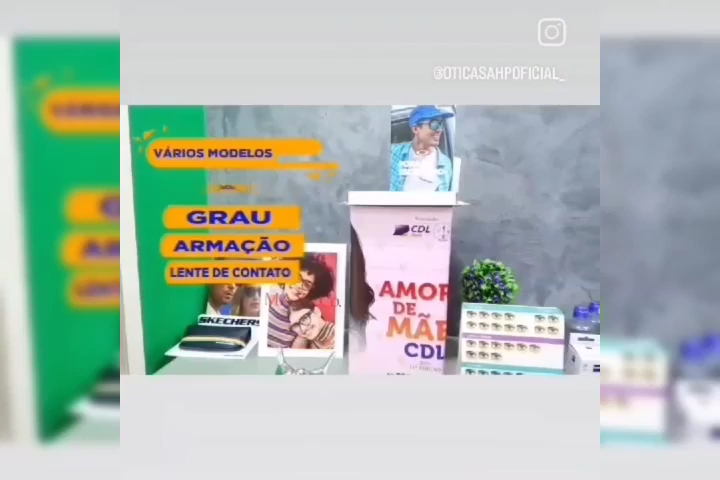 @OTICASAHPOFICIAL_
VÁRIOS MODELOS
GRAU
ARMAÇÃO
LENTE DE CONTATO
SKECHERS
CDL
AMOR
DE
MÃE
CDL